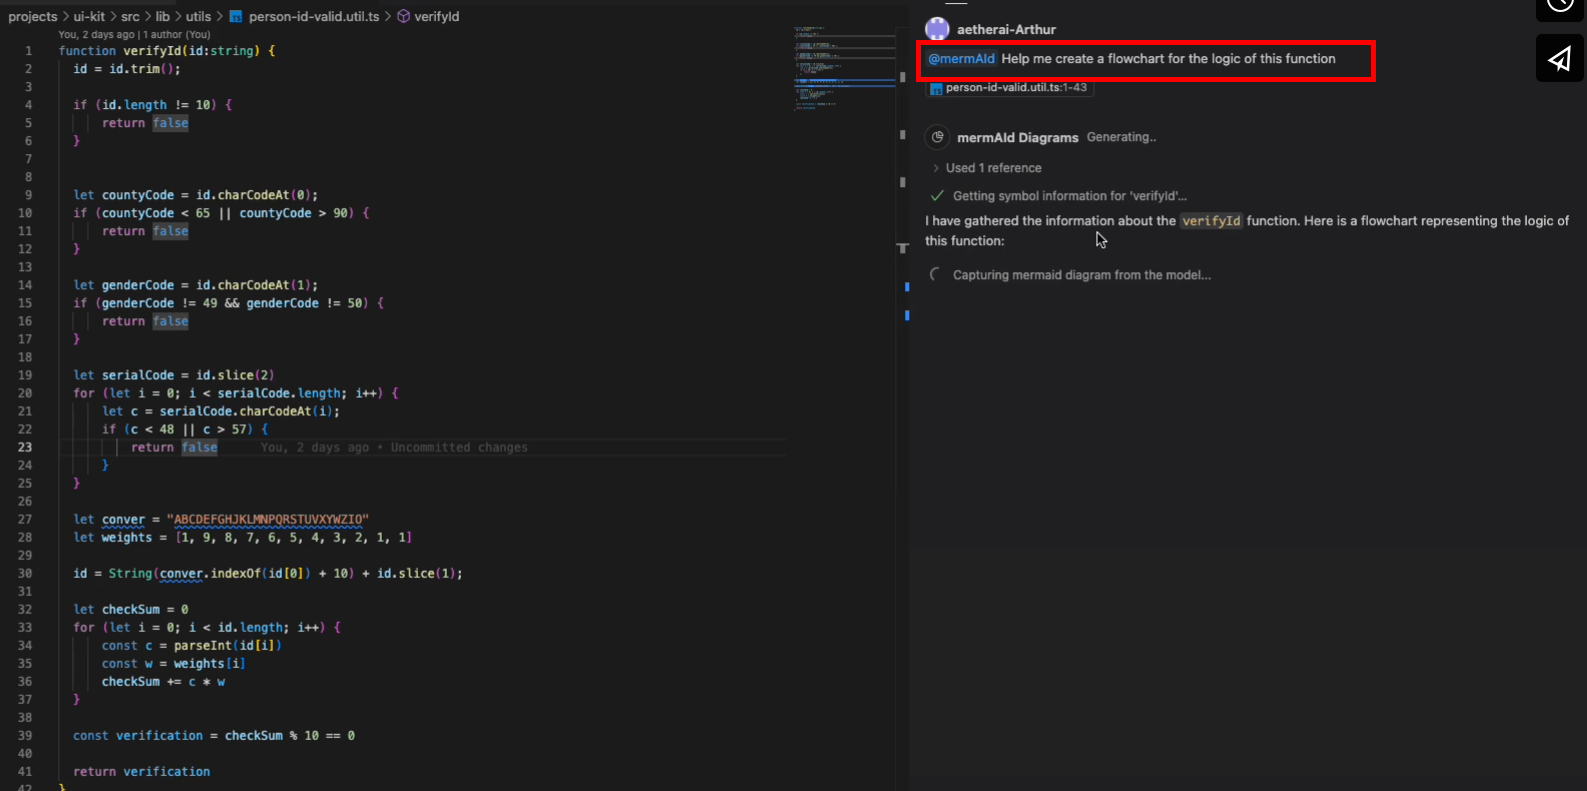 projects > ui-kit > src > lib > utils > person-id-valid.util.ts > verifyId
You, 2 days ago | 1 author (You)
1 function verifyId(id:string) {
2 id = id.trim();
3
4 if (id.length != 10) {
5 return false
6 }
7
8
9 let countyCode = id.charCodeAt(0);
10 if (countyCode < 65 || countyCode > 90) {
11 return false
12 }
13
14 let genderCode = id.charCodeAt(1);
15 if (genderCode != 49 && genderCode != 50) {
16 return false
17 }
18
19 let serialCode = id.slice(2)
20 for (let i = 0; i < serialCode.length; i++) {
21 let c = serialCode.charCodeAt(i);
22 if (c < 48 || c > 57) {
23 return false You, 2 days ago • Uncommitted changes
24 }
25 }
26
27 let conver = "ABCDEFGHJKLMNPQRSTUVXYWZIO"
28 let weights = [1, 9, 8, 7, 6, 5, 4, 3, 2, 1, 1]
29
30 id = String(conver.indexOf(id[0]) + 10) + id.slice(1);
31
32 let checkSum = 0
33 for (let i = 0; i < id.length; i++) {
34 const c = parseInt(id[i])
35 const w = weights[i]
36 checkSum += c * w
37 }
38
39 const verification = checkSum % 10 == 0
40
41 return verification
42 }
aetherai-Arthur
@mermAId Help me create a flowchart for the logic of this function
person-id-valid.util.ts:1-43
mermAId Diagrams Generating..
> Used 1 reference
Getting symbol information for 'verifyId'...
I have gathered the information about the verifyId function. Here is a flowchart representing the logic of
this function:
Capturing mermaid diagram from the model...